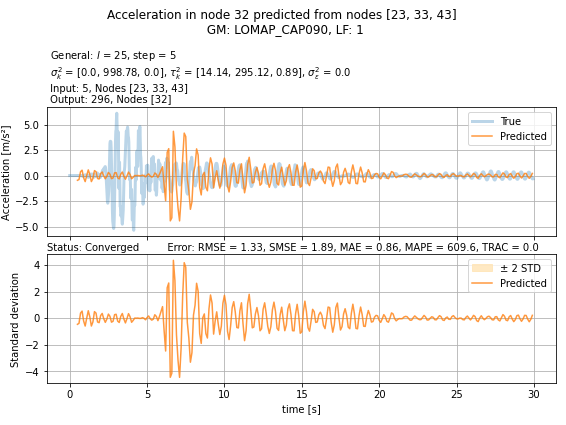 Acceleration in node 32 predicted from nodes [23, 33, 43]
GM: LOMAP_CAP090, LF: 1
General: l = 25, step = 5
σ²ₖ = [0.0, 998.78, 0.0], τ²ₖ = [14.14, 295.12, 0.89], σ²ε = 0.0
Input: 5, Nodes [23, 33, 43]
Output: 296, Nodes [32]
Acceleration [m/s²]
5.0
2.5
0.0
−2.5
−5.0
True
Predicted
Status: Converged
Error: RMSE = 1.33, SMSE = 1.89, MAE = 0.86, MAPE = 609.6, TRAC = 0.0
Standard deviation
4
2
0
−2
−4
± 2 STD
Predicted
0 5 10 15 20 25 30
time [s]